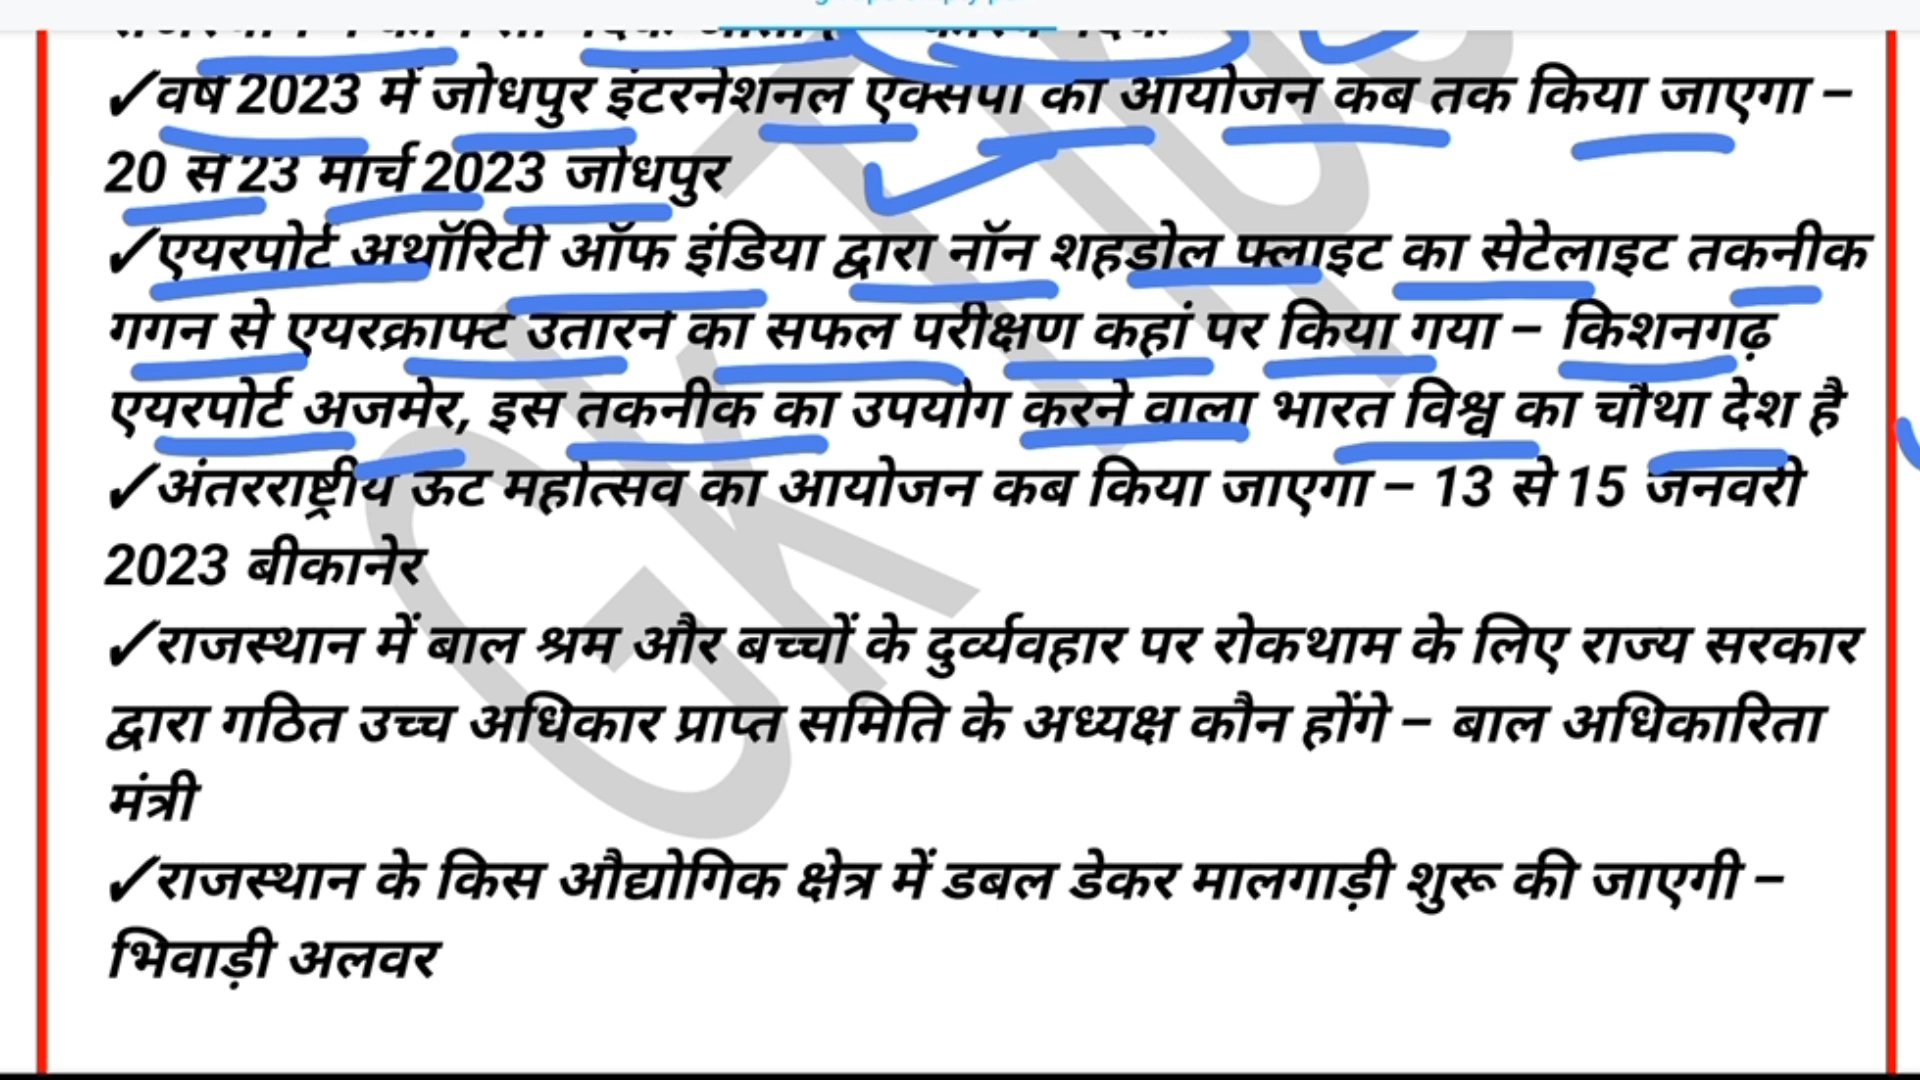 ✓वर्ष 2023 में जोधपुर इंटरनेशनल एक्सपो का आयोजन कब तक किया जाएगा –
20 से 23 मार्च 2023 जोधपुर
✓एयरपोर्ट अथॉरिटी ऑफ इंडिया द्वारा नॉन शहडोल फ्लाइट का सेटेलाइट तकनीक
गगन से एयरक्राफ्ट उतारने का सफल परीक्षण कहां पर किया गया – किशनगढ़
एयरपोर्ट अजमेर, इस तकनीक का उपयोग करने वाला भारत विश्व का चौथा देश है
✓अंतरराष्ट्रीय ऊंट महोत्सव का आयोजन कब किया जाएगा – 13 से 15 जनवरी
2023 बीकानेर
✓राजस्थान में बाल श्रम और बच्चों के दुर्व्यवहार पर रोकथाम के लिए राज्य सरकार
द्वारा गठित उच्च अधिकार प्राप्त समिति के अध्यक्ष कौन होंगे – बाल अधिकारिता
मंत्री
✓राजस्थान के किस औद्योगिक क्षेत्र में डबल डेकर मालगाड़ी शुरू की जाएगी –
भिवाड़ी अलवर